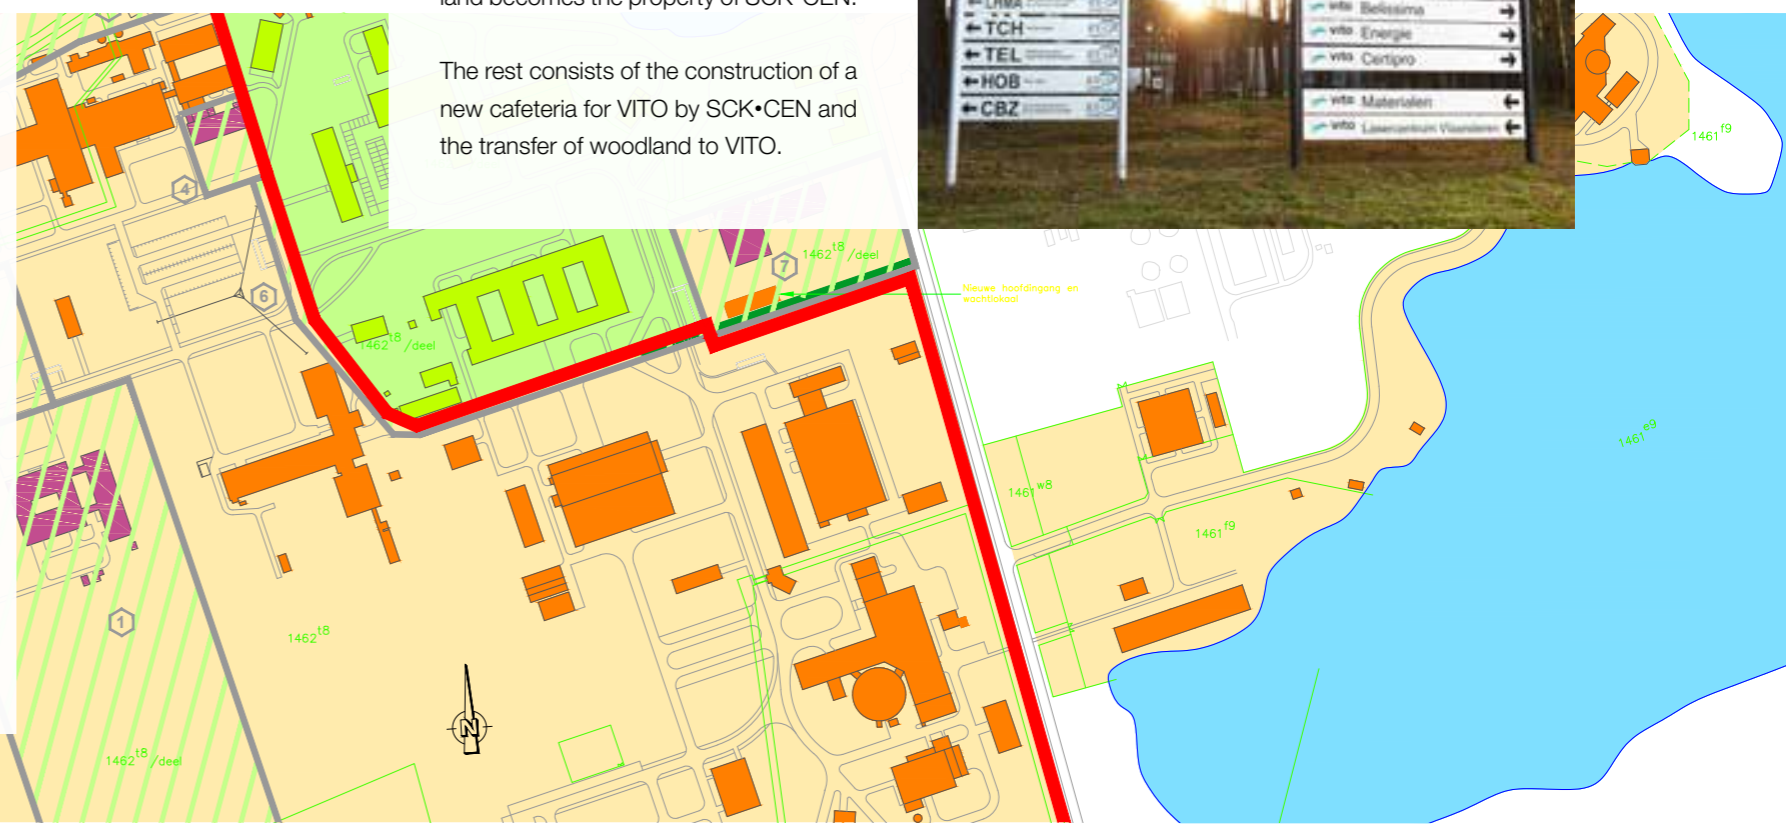 land becomes the property of SCK•CEN.
The rest consists of the construction of a
new cafeteria for VITO by SCK•CEN and
the transfer of woodland to VITO.
LHMA
TCH
TEL
HOB
CBZ
vito Belissima
vito Energie
vito Certipro
vito Materialen
vito Lasercentrum Vlaanderen
1461 f9
4
6
7
1462 t8 /deel
Nieuwe hoofdingang en
wachtlokaal
1462 t8 /deel
1461 e9
1461 w8
1461 f9
1
1462 t8
N
1462 t8 /deel